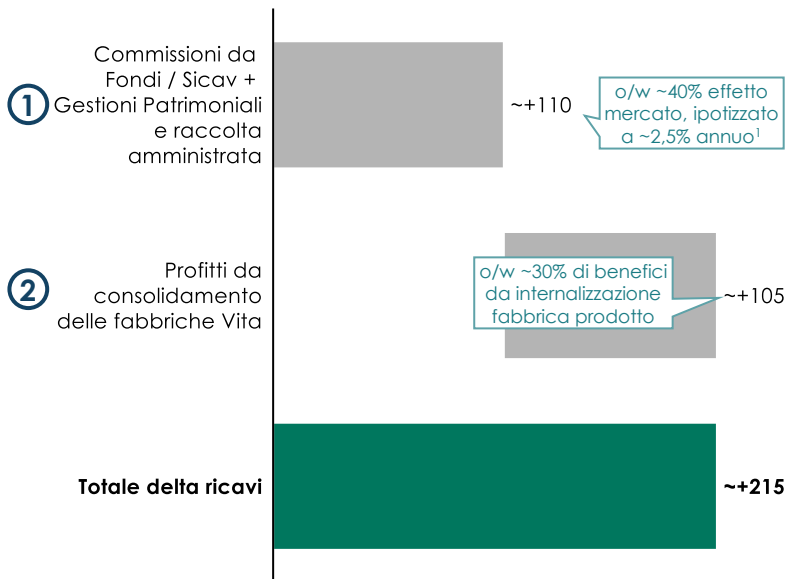 Commissioni da
Fondi / Sicav +
1 Gestioni Patrimoniali
e raccolta
amministrata
~+110
o/w ~40% effetto
mercato, ipotizzato
a ~2,5% annuo¹
Profitti da
2 consolidamento
delle fabbriche Vita
o/w ~30% di benefici
da internalizzazione
fabbrica prodotto
~+105
Totale delta ricavi
~+215